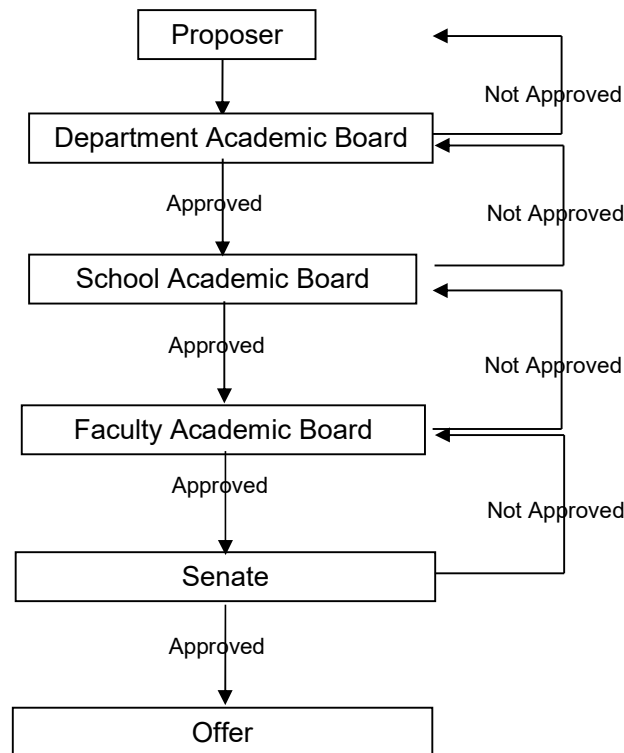 Proposer
Not Approved
Department Academic Board
Approved
Not Approved
School Academic Board
Approved
Not Approved
Faculty Academic Board
Approved
Not Approved
Senate
Approved
Offer